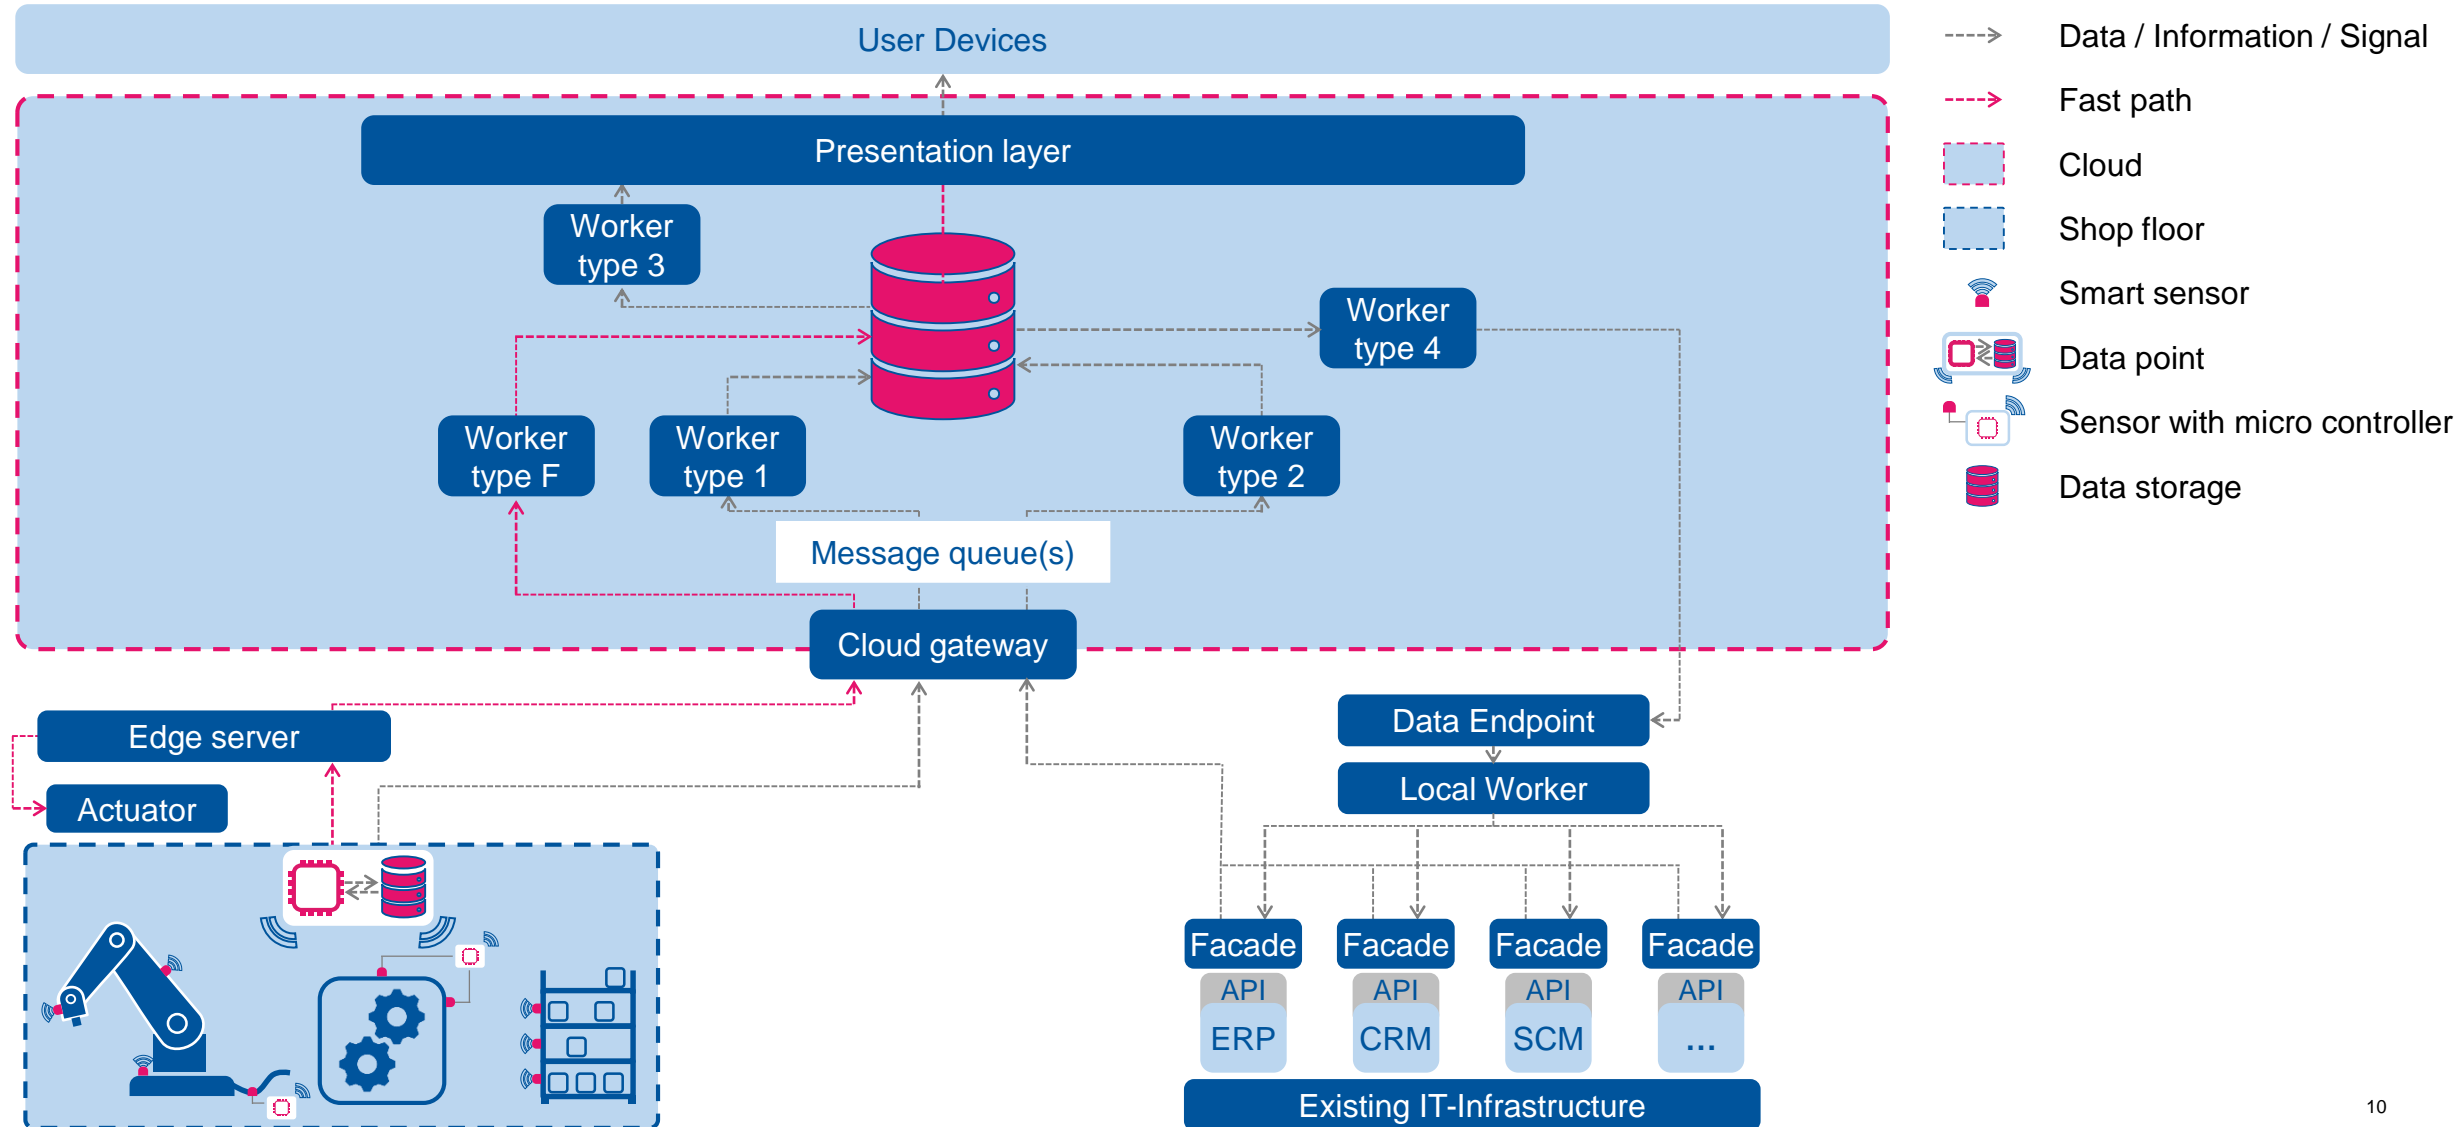 User Devices
Presentation layer
Worker
type 3
Worker
type 4
Worker
type F
Worker
type 1
Worker
type 2
Message queue(s)
Cloud gateway
Edge server
Actuator
Data Endpoint
Local Worker
Facade
Facade
Facade
Facade
API
API
API
API
ERP
CRM
SCM
...
Existing IT-Infrastructure
Data / Information / Signal
Fast path
Cloud
Shop floor
Smart sensor
Data point
Sensor with micro controller
Data storage
10